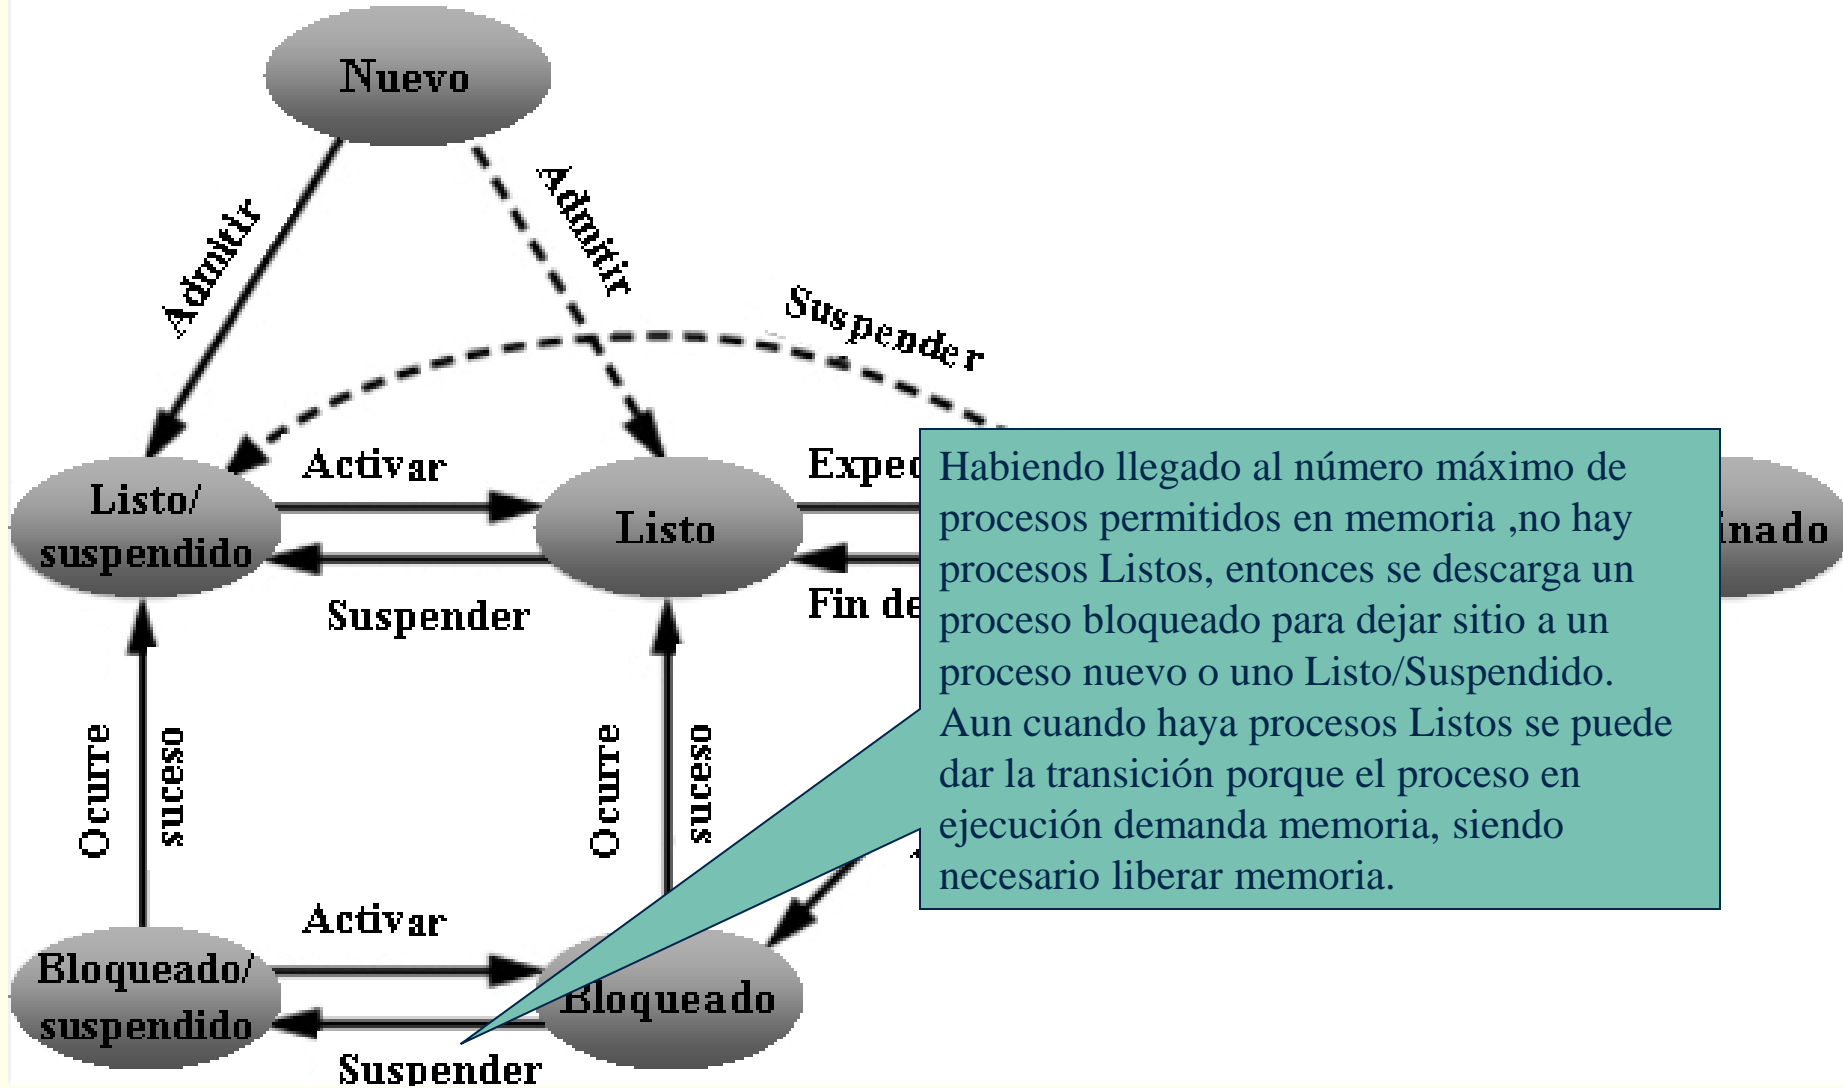 Nuevo
Admitir
Admitir
Suspender
Activar
Listo/
suspendido
Suspender
Listo
Fin de
Habiendo llegado al número máximo de
procesos permitidos en memoria ,no hay
procesos Listos, entonces se descarga un
proceso bloqueado para dejar sitio a un
proceso nuevo o uno Listo/Suspendido.
Aun cuando haya procesos Listos se puede
dar la transición porque el proceso en
ejecución demanda memoria, siendo
necesario liberar memoria.
Ocurre
suceso
Ocurre
suceso
Activar
Bloqueado/
suspendido
Bloqueado
Suspender